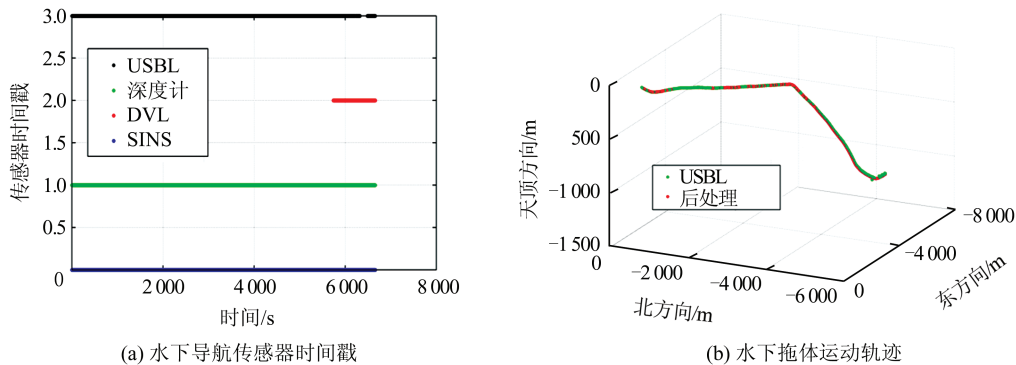 3.0
2.5
2.0
1.5
1.0
0.5
0
传感器时间戳
USBL
深度计
DVL
SINS
2 000
4 000
6 000
8 000
时间/s
(a) 水下导航传感器时间戳
0
500
−1 000
−1 500
天顶方向/m
USBL
后处理
0
−2 000
−4 000
−6 000
北方向/m
0
−4 000
−8 000
东方向/m
(b) 水下拖体运动轨迹